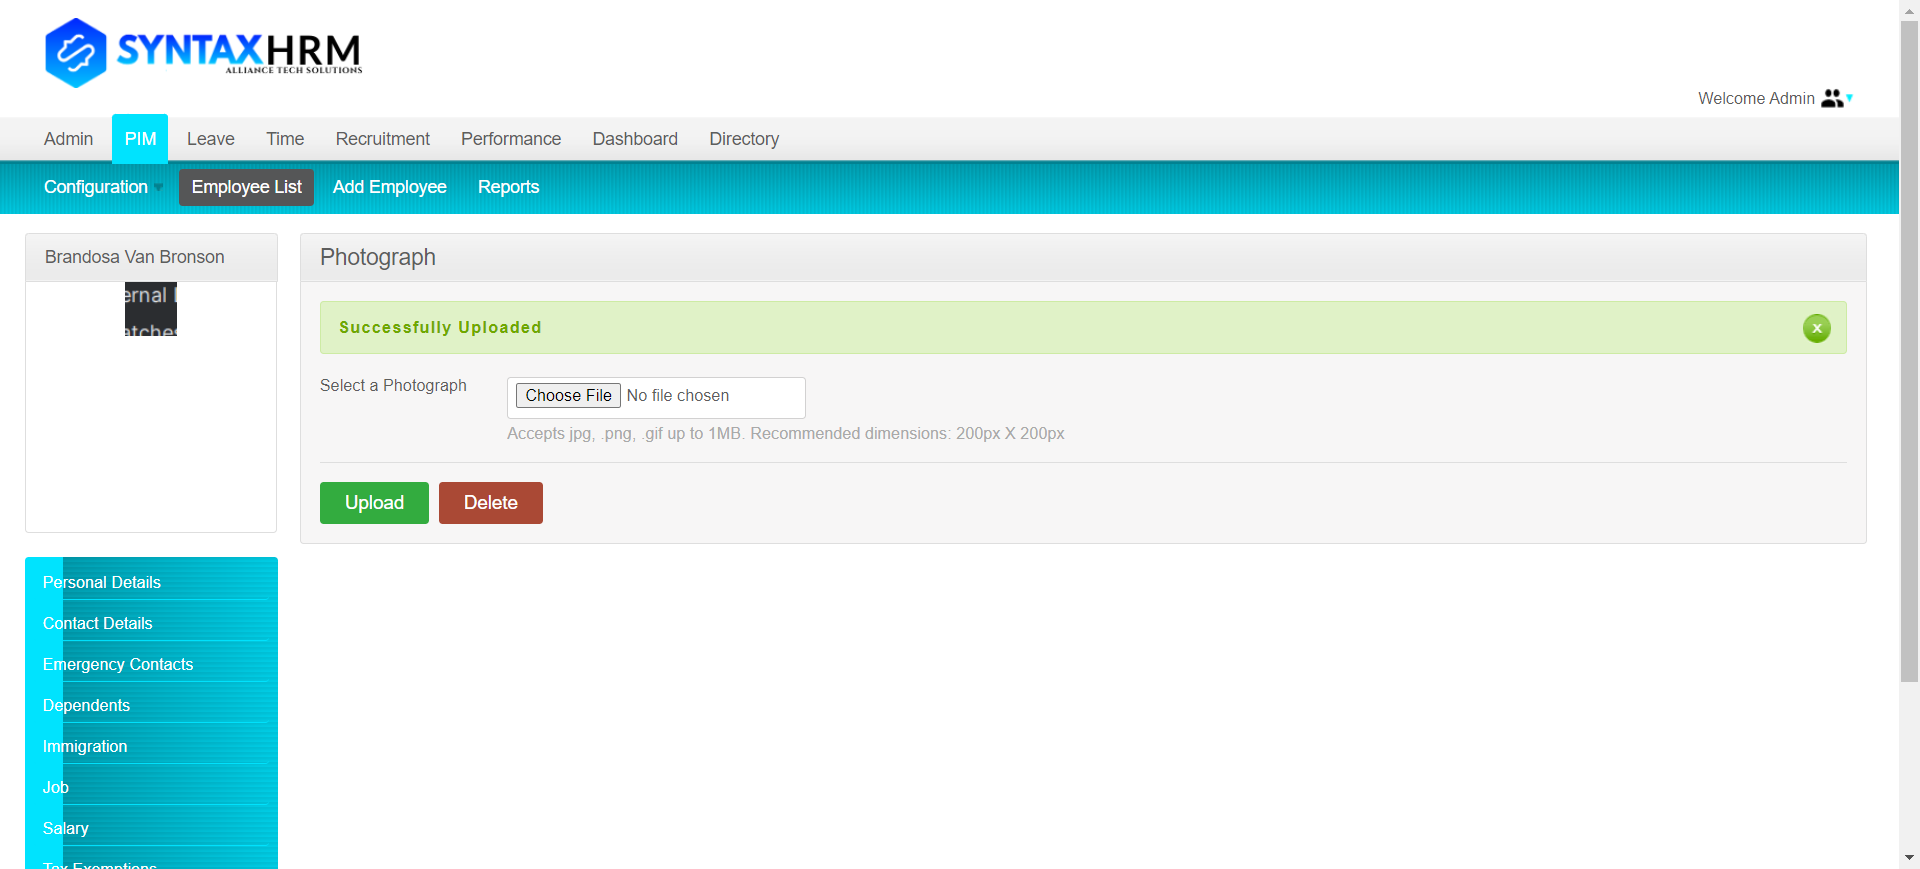 SYNTAXHRM
ALLIANCE TECH SOLUTIONS
Welcome Admin
Admin PIM Leave Time Recruitment Performance Dashboard Directory
Configuration Employee List Add Employee Reports
Brandosa Van Bronson
ernal
atches
Photograph
Successfully Uploaded
x
Select a Photograph
Choose File No file chosen
Accepts jpg, .png, .gif up to 1MB. Recommended dimensions: 200px X 200px
Upload Delete
Personal Details
Contact Details
Emergency Contacts
Dependents
Immigration
Job
Salary
Tax Exemptions